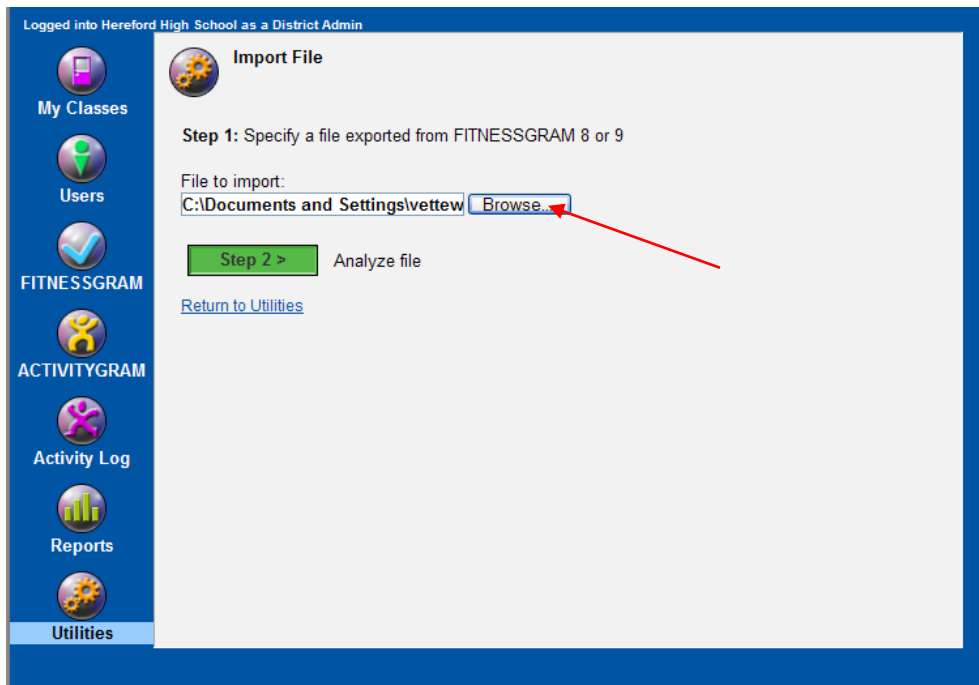 Logged into Hereford High School as a District Admin
My Classes
Users
FITNESSGRAM
ACTIVITYGRAM
Activity Log
Reports
Utilities
Import File
Step 1: Specify a file exported from FITNESSGRAM 8 or 9
File to import:
C:\Documents and Settings\vettew Browse...
Step 2 > Analyze file
Return to Utilities